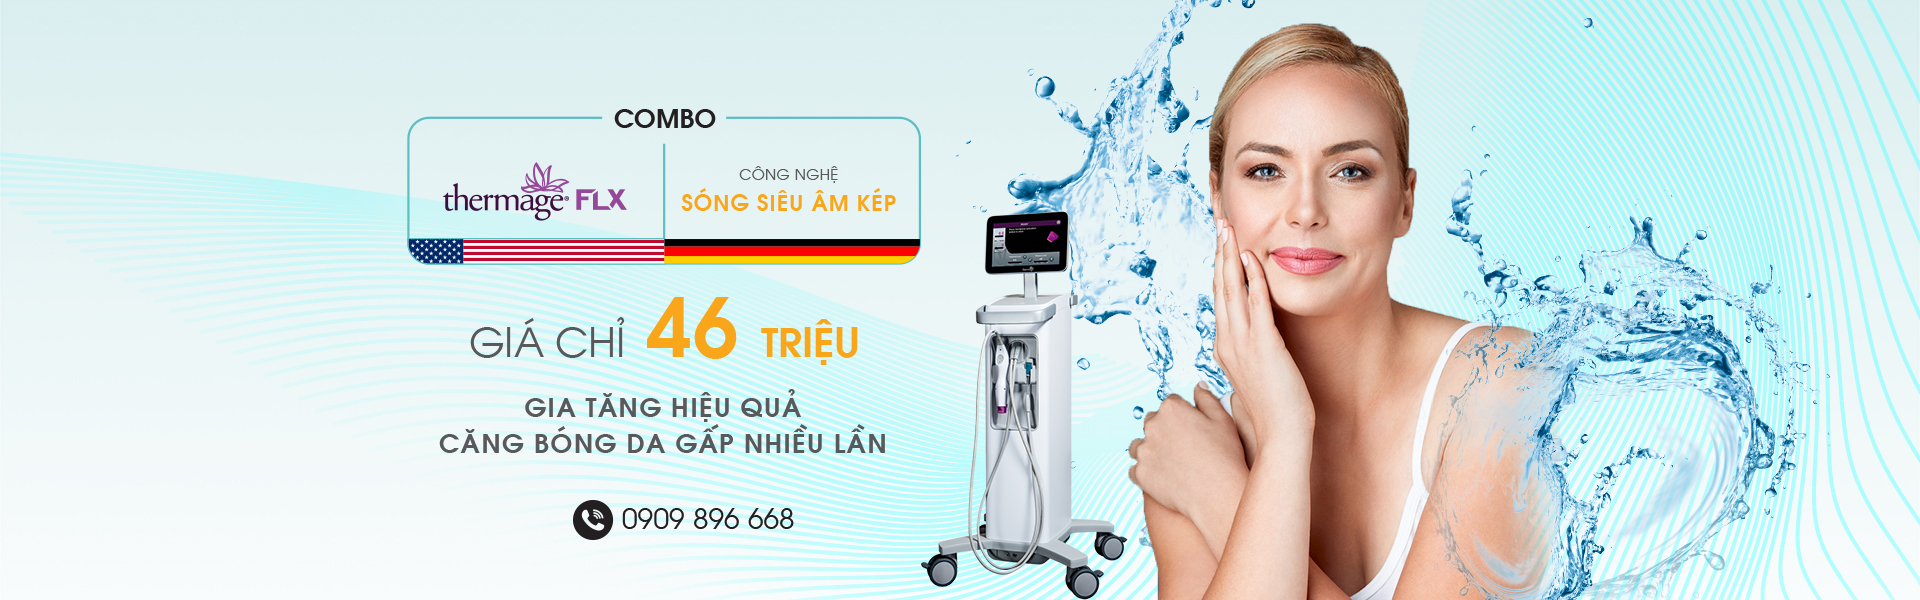 COMBO
thermage® FLX
CÔNG NGHỆ
SÓNG SIÊU ÂM KÉP
GIÁ CHỈ 46 TRIỆU
GIA TĂNG HIỆU QUẢ
CĂNG BÓNG DA GẤP NHIỀU LẦN
0909 896 668